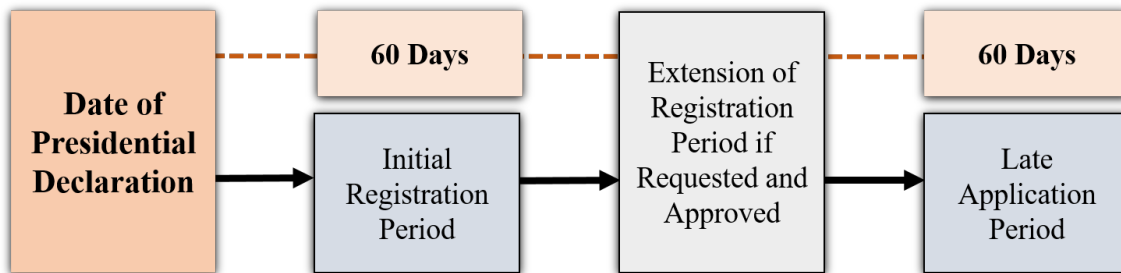 Date of
Presidential
Declaration
60 Days
Initial
Registration
Period
Extension of
Registration
Period if
Requested and
Approved
60 Days
Late
Application
Period